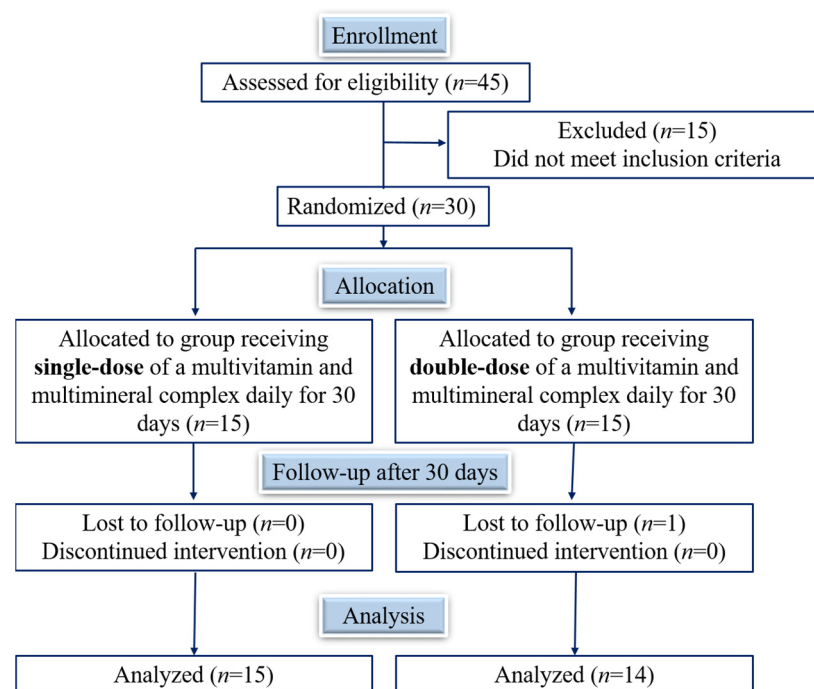 Enrollment
Assessed for eligibility (n=45)
Excluded (n=15)
Did not meet inclusion criteria
Randomized (n=30)
Allocation
Allocated to group receiving
single-dose of a multivitamin and
multimineral complex daily for 30
days (n=15)
Allocated to group receiving
double-dose of a multivitamin and
multimineral complex daily for 30
days (n=15)
Follow-up after 30 days
Lost to follow-up (n=0)
Discontinued intervention (n=0)
Lost to follow-up (n=1)
Discontinued intervention (n=0)
Analysis
Analyzed (n=15)
Analyzed (n=14)